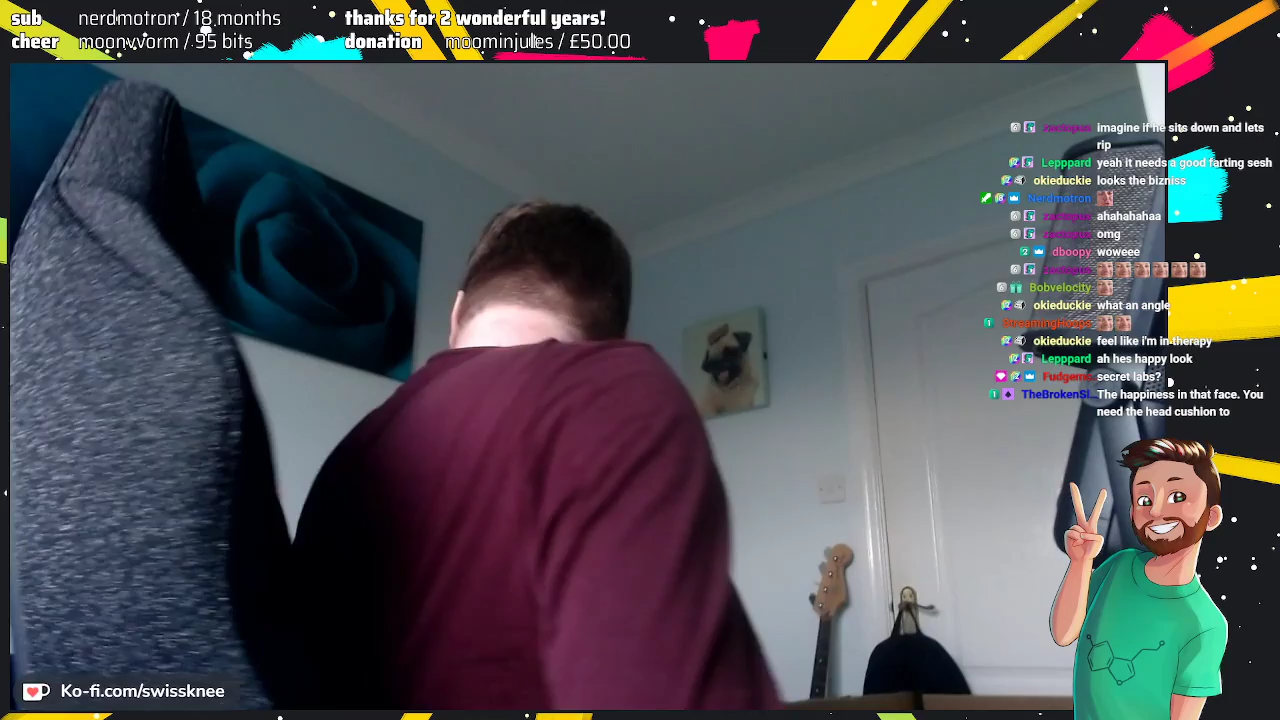 sub nerdmotron / 18 months thanks for 2 wonderful years!
cheer moonworm / 95 bits donation moominjules / £50.00
imagine if he sits down and lets
rip
Lepppard yeah it needs a good farting sesh
okieduckie looks the bizniss
Nerdmotron
ahahahahaa
omg
dboopy woweee
Bobvelocity
okieduckie what an angle
StreamingHoops
okieduckie feel like i'm in therapy
Lepppard ah hes happy look
secret labs?
TheBrokenSl... The happiness in that face. You
need the head cushion to
Ko-fi.com/swissknee